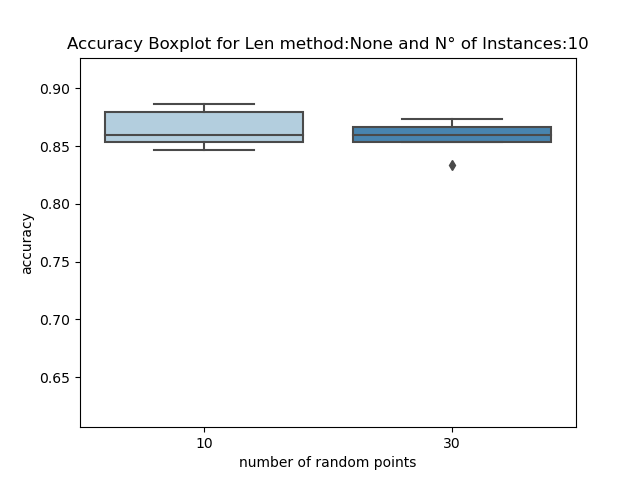 Accuracy Boxplot for Len method:None and N° of Instances:10
0.90
0.85
0.80
0.75
0.70
0.65
accuracy
10
30
number of random points